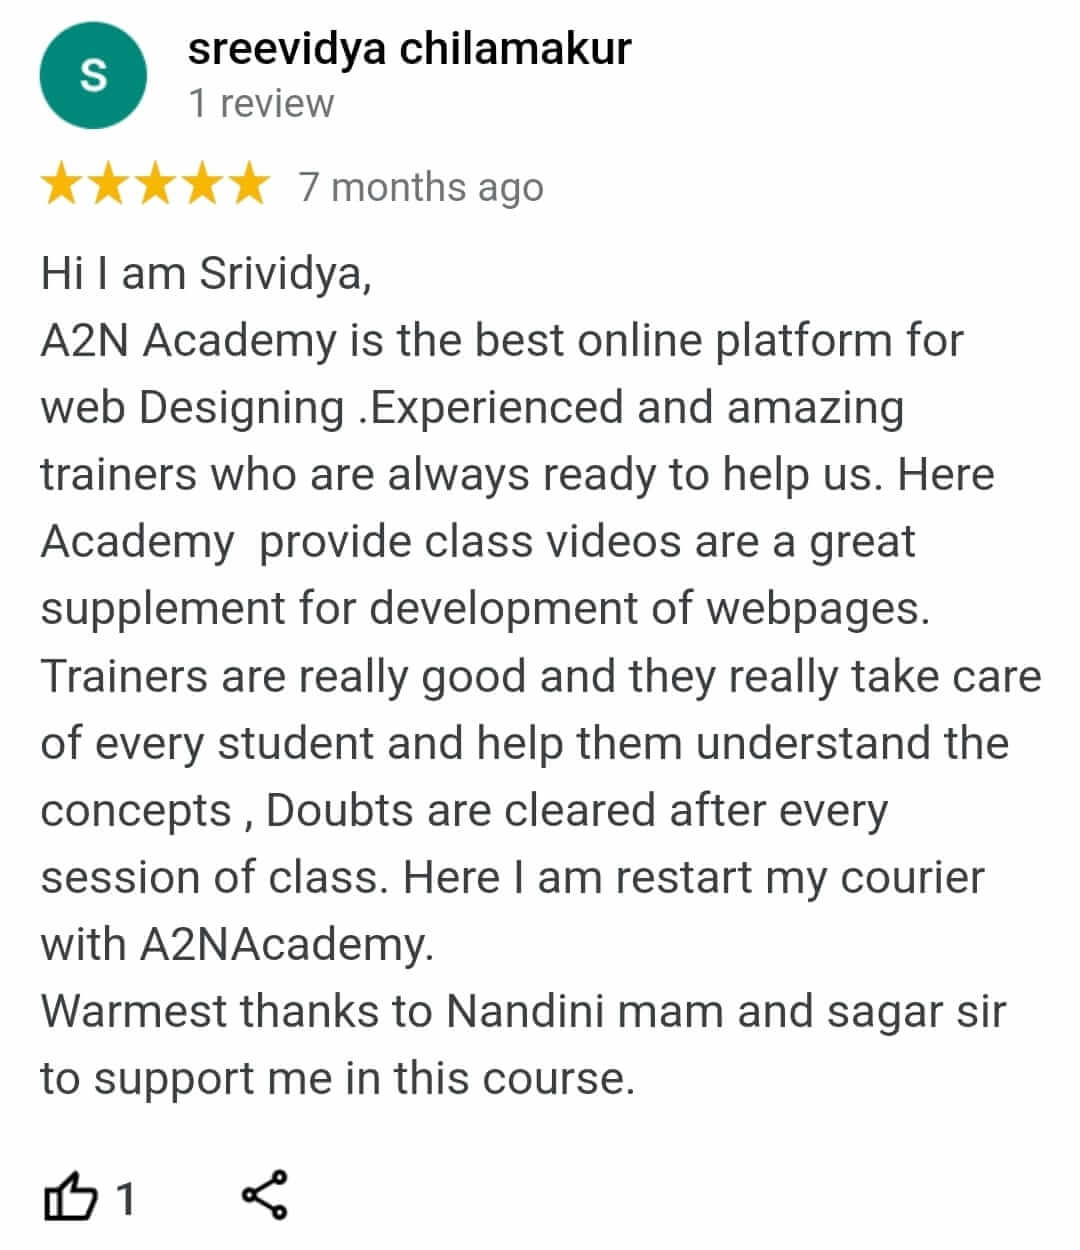 S
sreevidya chilamakur
1 review
7 months ago
Hi I am Srividya,
A2N Academy is the best online platform for
web Designing .Experienced and amazing
trainers who are always ready to help us. Here
Academy  provide class videos are a great
supplement for development of webpages.
Trainers are really good and they really take care
of every student and help them understand the
concepts , Doubts are cleared after every
session of class. Here I am restart my courier
with A2NAcademy.
Warmest thanks to Nandini mam and sagar sir
to support me in this course.
1